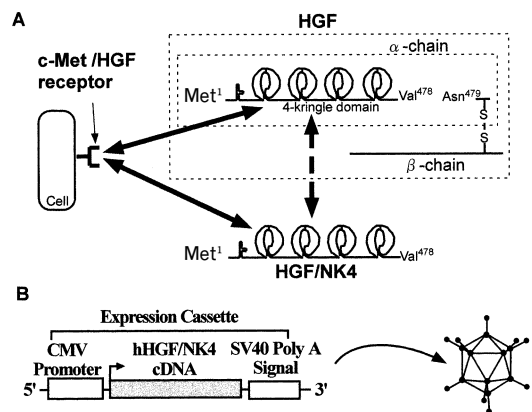 A
HGF
α-chain
c-Met /HGF
receptor
Met¹
4-kringle domain
Val⁴⁷⁸
Asn⁴⁷⁹
S
S
β-chain
Cell
Met¹
Val⁴⁷⁸
HGF/NK4
B
Expression Cassette
CMV
Promoter
hHGF/NK4
cDNA
SV40 Poly A
Signal
5'
3'